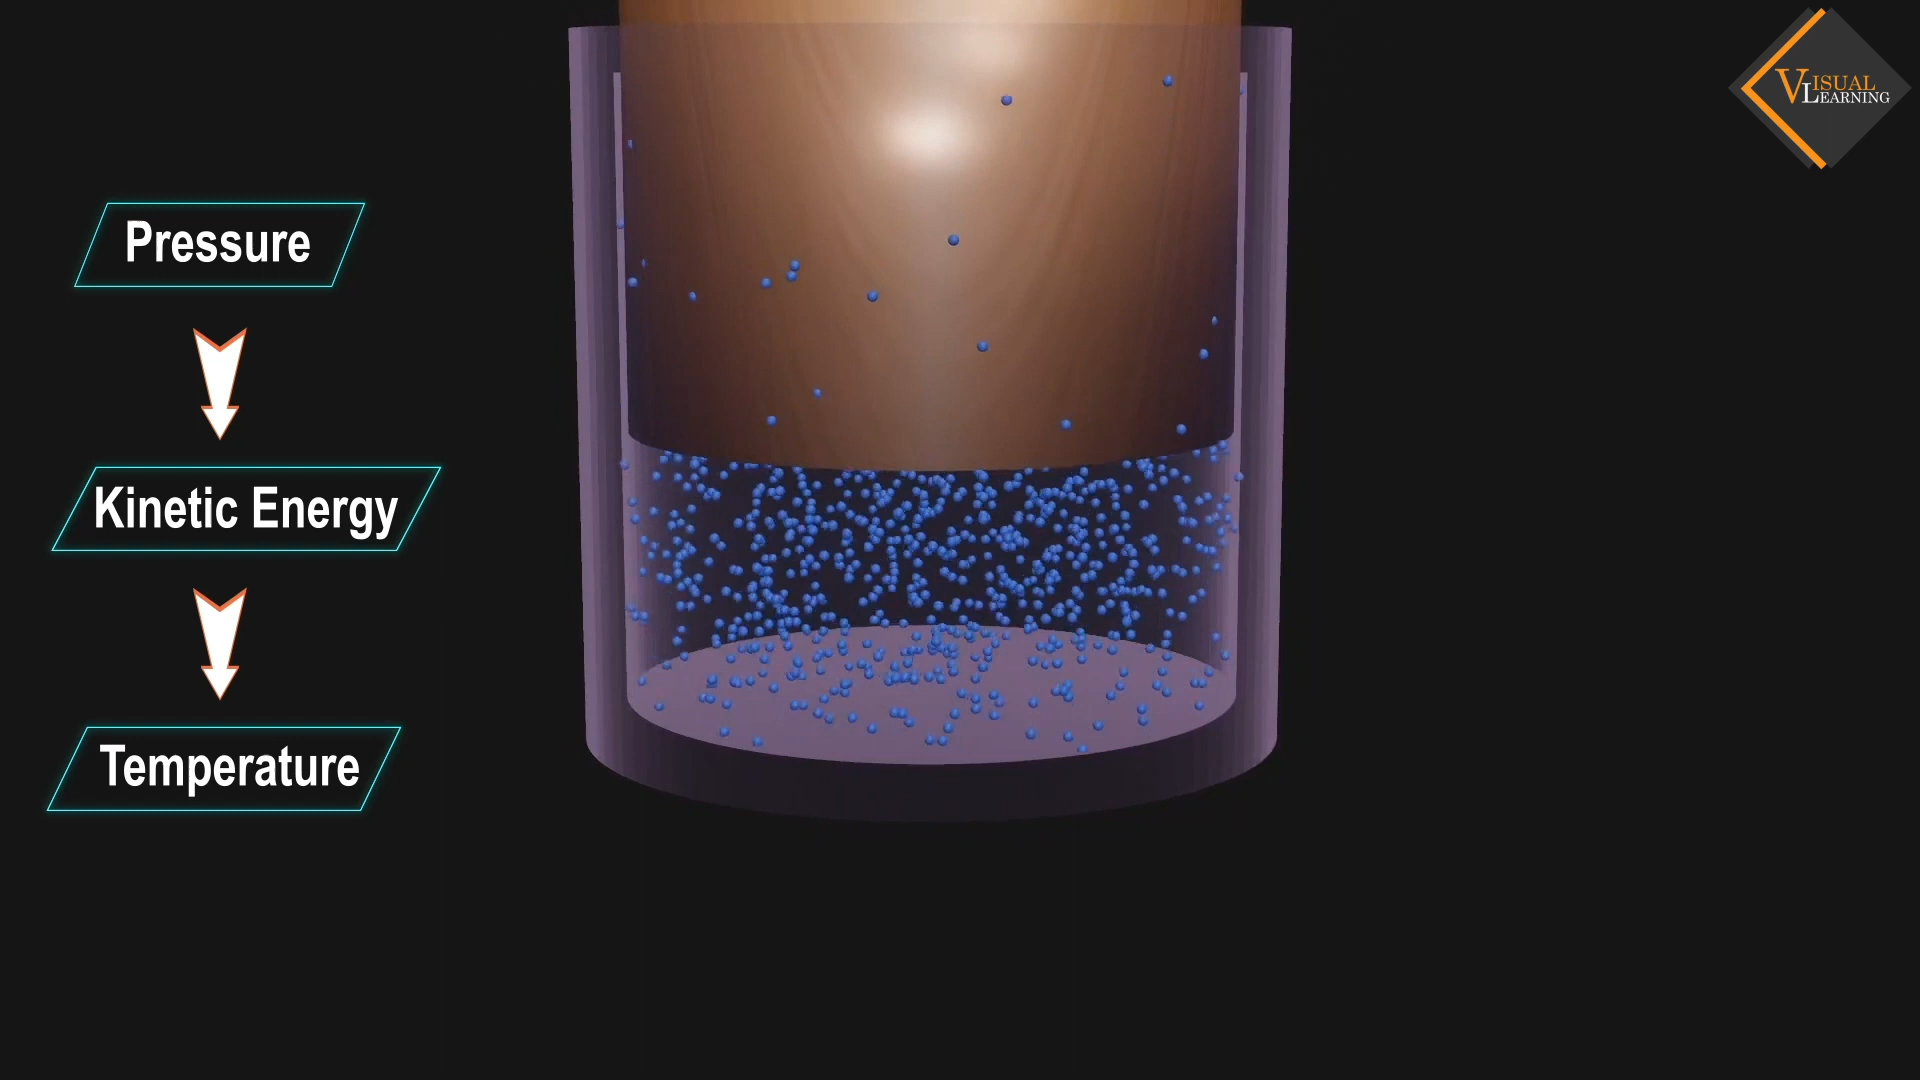 Pressure
Kinetic Energy
Temperature
VISUAL
LEARNING